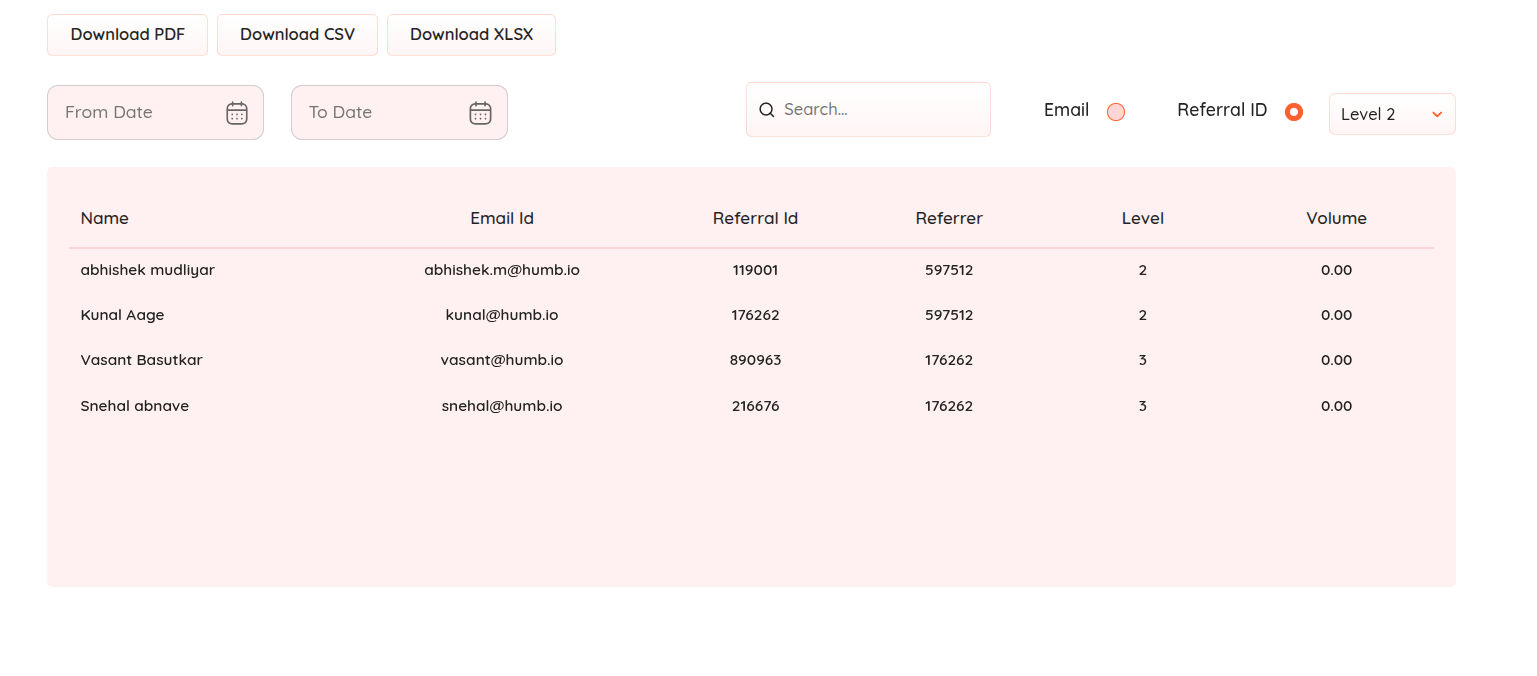 Download PDF Download CSV Download XLSX
From Date To Date Search... Email Referral ID Level 2
Name Email Id Referral Id Referrer Level Volume
abhishek mudliyar abhishek.m@humb.io 119001 597512 2 0.00
Kunal Aage kunal@humb.io 176262 597512 2 0.00
Vasant Basutkar vasant@humb.io 890963 176262 3 0.00
Snehal abnave snehal@humb.io 216676 176262 3 0.00